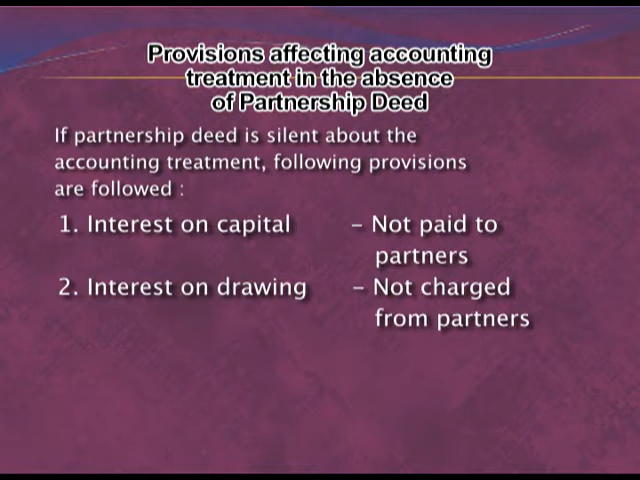 Provisions affecting accounting
treatment in the absence
of Partnership Deed
If partnership deed is silent about the
accounting treatment, following provisions
are followed :
1. Interest on capital – Not paid to
partners
2. Interest on drawing – Not charged
from partners